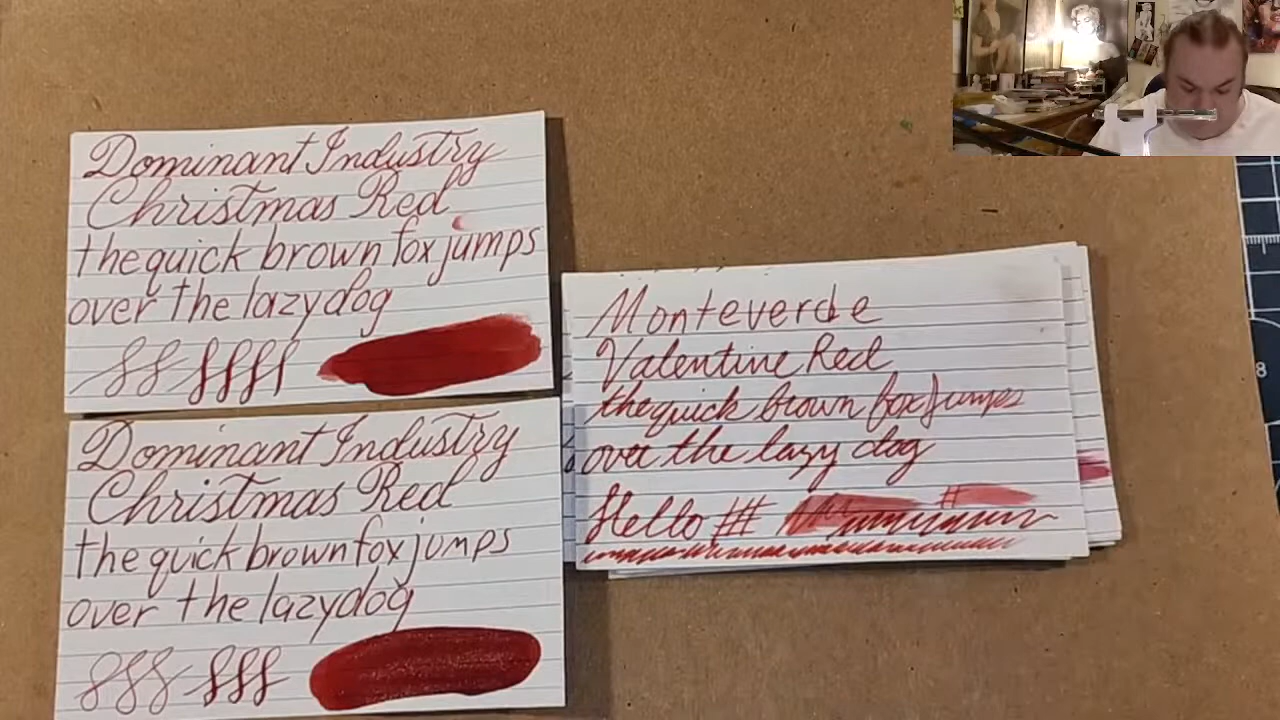 Dominant Industry
Christmas Red
the quick brown fox jumps
over the lazy dog
Dominant Industry
Christmas Red
the quick brown fox jumps
over the lazy dog
Monteverde
Valentine Red
the quick brown fox jumps
over the lazy dog
Hello ##
#
8